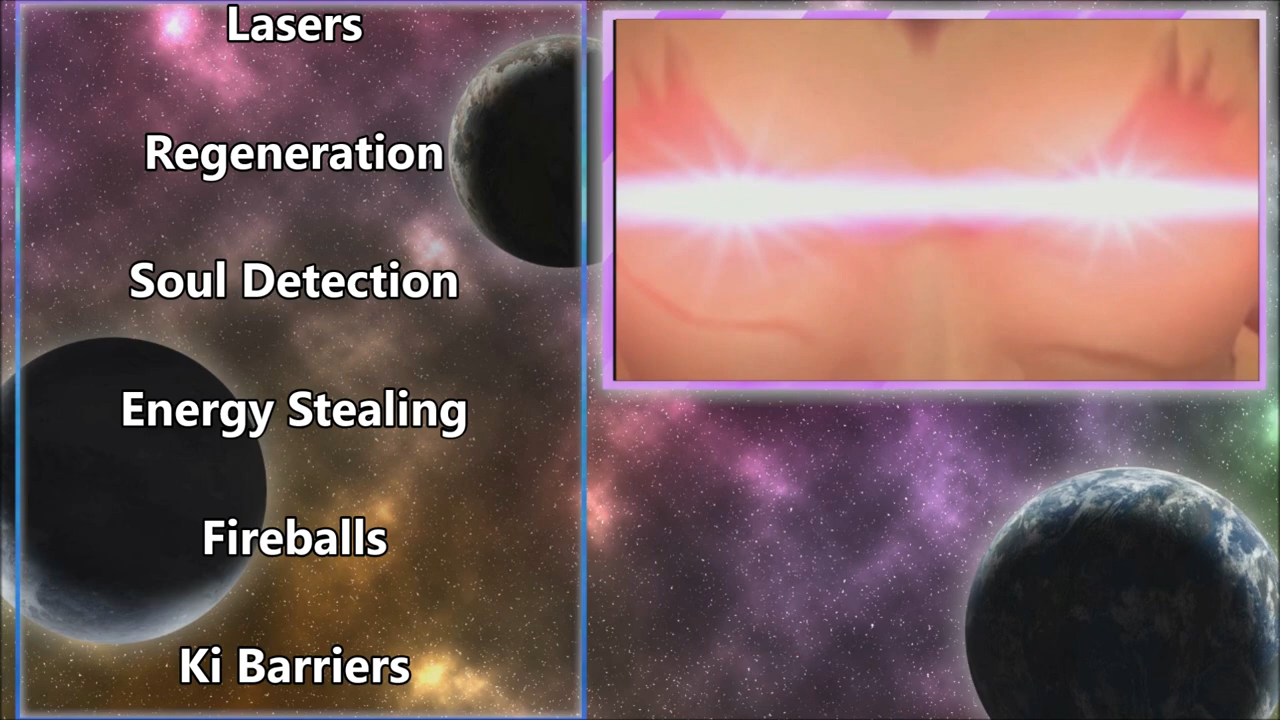 Lasers
Regeneration
Soul Detection
Energy Stealing
Fireballs
Ki Barriers